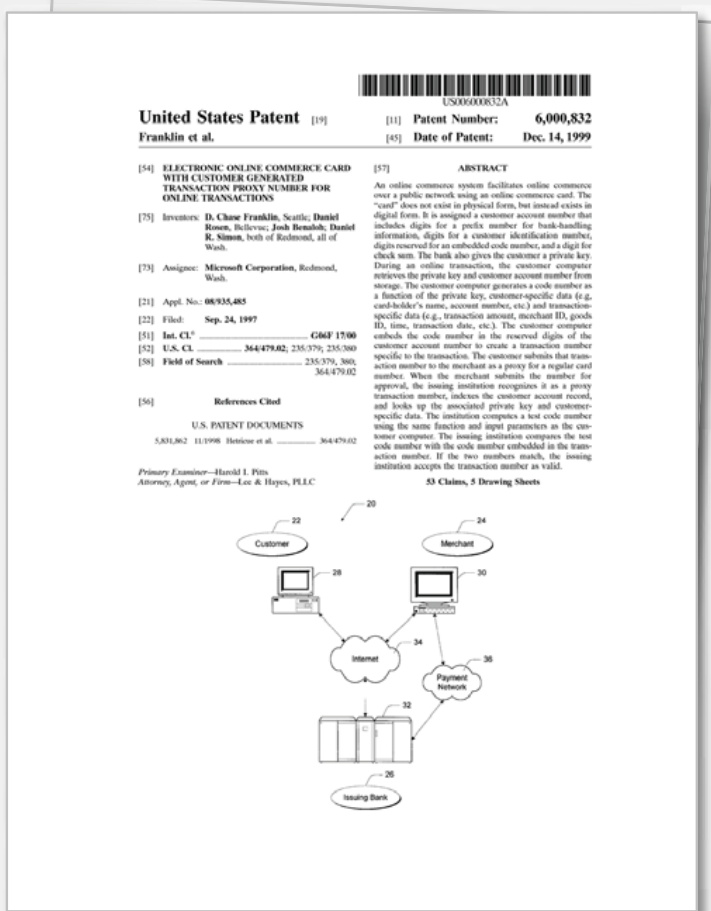 US006000832A
United States Patent [19]
Franklin et al.
[11] Patent Number: 6,000,832
[45] Date of Patent: Dec. 14, 1999
[54] ELECTRONIC ONLINE COMMERCE CARD
WITH CUSTOMER GENERATED
TRANSACTION PROXY NUMBER FOR
ONLINE TRANSACTIONS
[75] Inventors: D. Chase Franklin, Seattle; Daniel
Rosen, Bellevue; Josh Benaloh; Daniel
R. Simon, both of Redmond, all of
Wash.
[73] Assignee: Microsoft Corporation, Redmond,
Wash.
[21] Appl. No.: 08/935,485
[22] Filed: Sep. 24, 1997
[51] Int. Cl.⁶ G06F 17/00
[52] U.S. Cl. 364/479.02; 235/379; 235/380
[58] Field of Search 235/379, 380;
364/479.02
[56] References Cited
U.S. PATENT DOCUMENTS
5,831,862 11/1998 Hetricue et al. 364/479.02
Primary Examiner—Harold I. Pitts
Attorney, Agent, or Firm—Lee & Hayes, PLLC
[57] ABSTRACT
An online commerce system facilitates online commerce
over a public network using an online commerce card. The
"card" does not exist in physical form, but instead exists in
digital form. It is assigned a customer account number that
includes digits for a prefix number for bank-handling
information, digits for a customer identification number,
digits reserved for an embedded code number, and a digit for
check sum. The bank also gives the customer a private key.
During an online transaction, the customer computer
retrieves the private key and customer account number from
storage. The customer computer generates a code number as
a function of the private key, customer-specific data (e.g,
card-holder's name, account number, etc.) and transaction-
specific data (e.g., transaction amount, merchant ID, goods
ID, time, transaction date, etc.). The customer computer
embeds the code number in the reserved digits of the
customer account number to create a transaction number
specific to the transaction. The customer submits that trans-
action number to the merchant as a proxy for a regular card
number. When the merchant submits the number for
approval, the issuing institution recognizes it as a proxy
transaction number, indexes the customer account record,
and looks up the associated private key and customer-
specific data. The institution computes a test code number
using the same function and input parameters as the cus-
tomer computer. The issuing institution compares the test
code number with the code number embedded in the trans-
action number. If the two numbers match, the issuing
institution accepts the transaction number as valid.
53 Claims, 5 Drawing Sheets
20
22
24
Customer
Merchant
28
30
34
Internet
36
Payment
Network
32
26
Issuing Bank